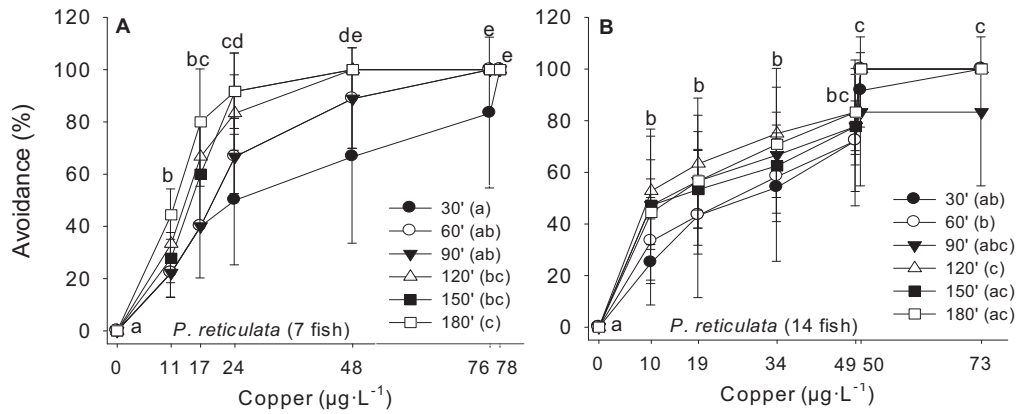 A
120
100
80
60
40
20
0
Avoidance (%)
a
b
bc
cd
de
e
e
30' (a)
60' (ab)
90' (ab)
120' (bc)
150' (bc)
180' (c)
P. reticulata (7 fish)
0 11 17 24 48 76 78
Copper (µg·L⁻¹)
B
120
100
80
60
40
20
0
a
b
b
b
bc
c
c
30' (ab)
60' (b)
90' (abc)
120' (c)
150' (ac)
180' (ac)
P. reticulata (14 fish)
0 10 19 34 49 50 73
Copper (µg·L⁻¹)